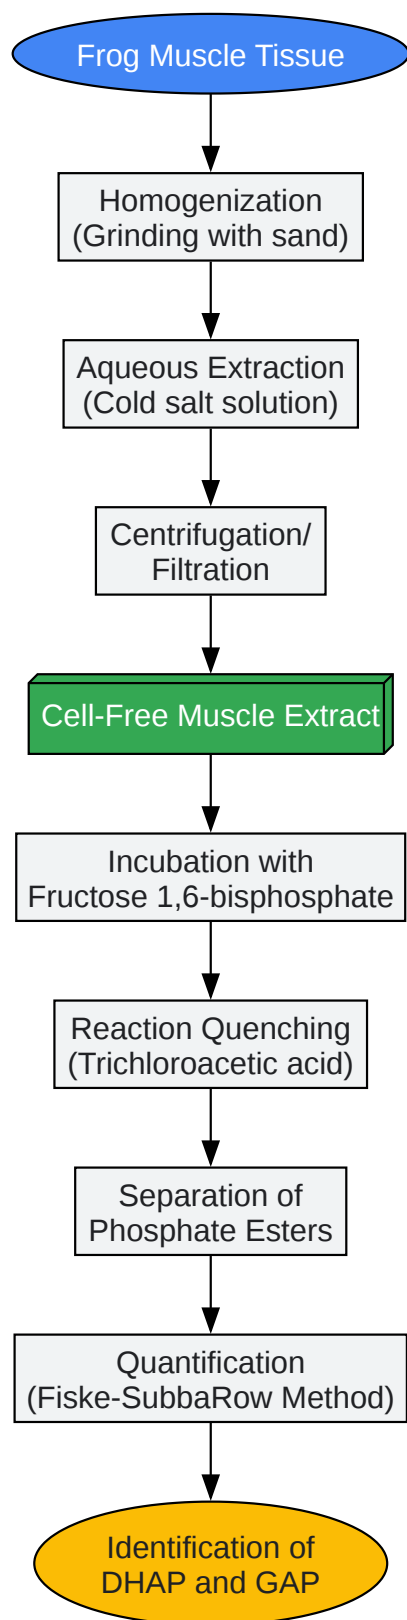 Frog Muscle Tissue
Homogenization
(Grinding with sand)
Aqueous Extraction
(Cold salt solution)
Centrifugation/
Filtration
Cell-Free Muscle Extract
Incubation with
Fructose 1,6-bisphosphate
Reaction Quenching
(Trichloroacetic acid)
Separation of
Phosphate Esters
Quantification
(Fiske-SubbaRow Method)
Identification of
DHAP and GAP